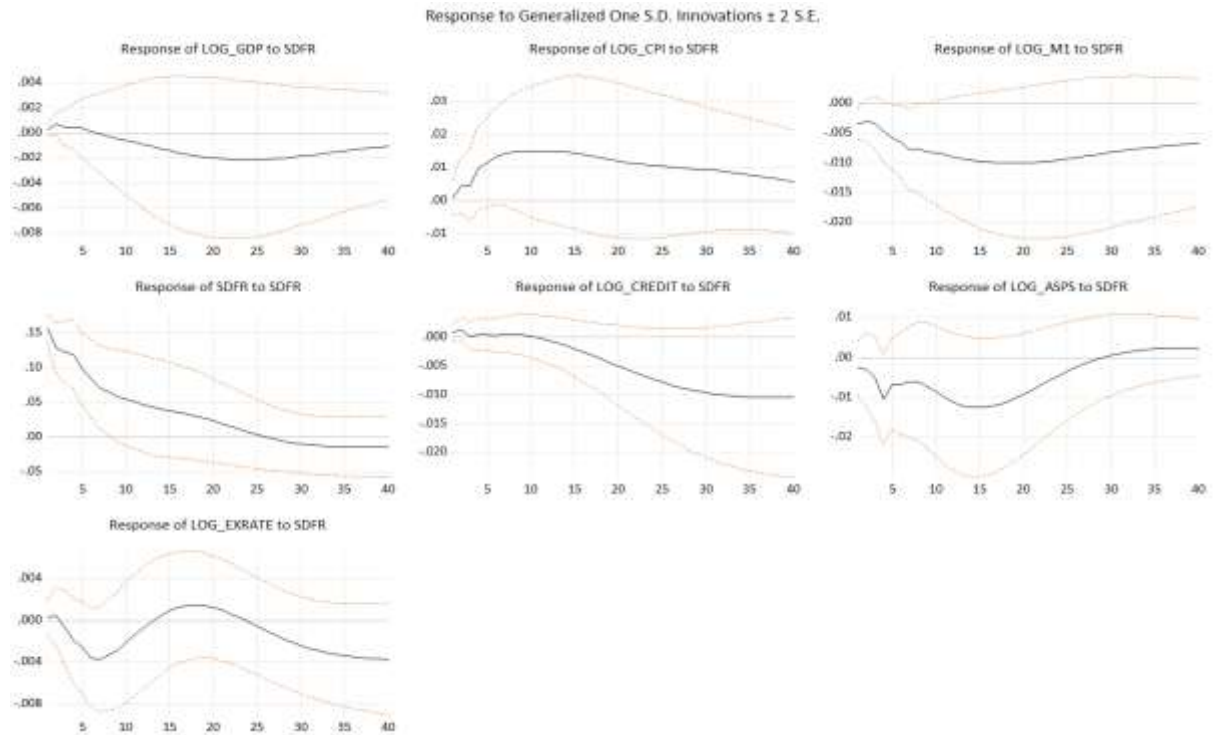 Response to Generalized One S.D. Innovations ± 2 S.E.
Response of LOG_GDP to SDFR
.004
.002
.000
-.002
-.004
-.006
-.008
5 10 15 20 25 30 35 40
Response of LOG_CPI to SDFR
.03
.02
.01
.00
-.01
5 10 15 20 25 30 35 40
Response of LOG_M1 to SDFR
.000
-.005
-.010
-.015
-.020
5 10 15 20 25 30 35 40
Response of SDFR to SDFR
.15
.10
.05
.00
-.05
5 10 15 20 25 30 35 40
Response of LOG_CREDIT to SDFR
.000
-.005
-.010
-.015
-.020
5 10 15 20 25 30 35 40
Response of LOG_ASPS to SDFR
.01
.00
-.01
-.02
5 10 15 20 25 30 35 40
Response of LOG_EXRATE to SDFR
.004
.000
-.004
-.008
5 10 15 20 25 30 35 40